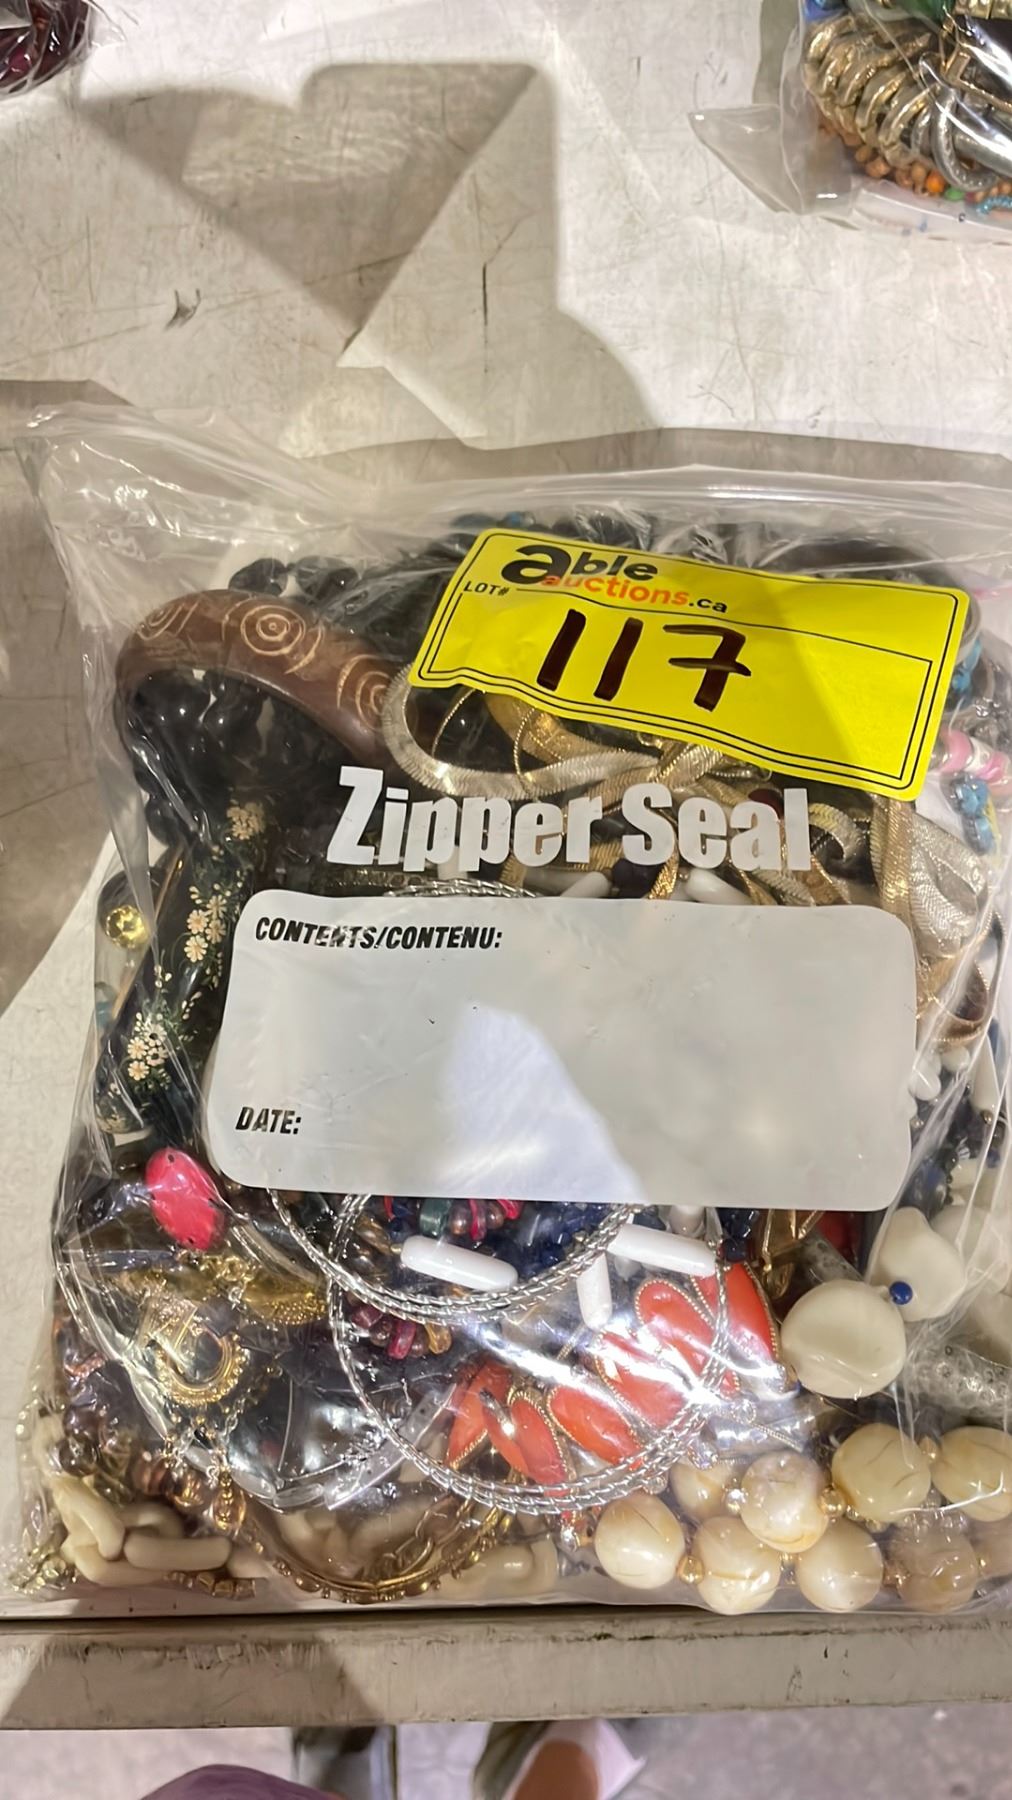 able
auctions.ca
LOT#
117
Zipper Seal
CONTENTS/CONTENU:
DATE: